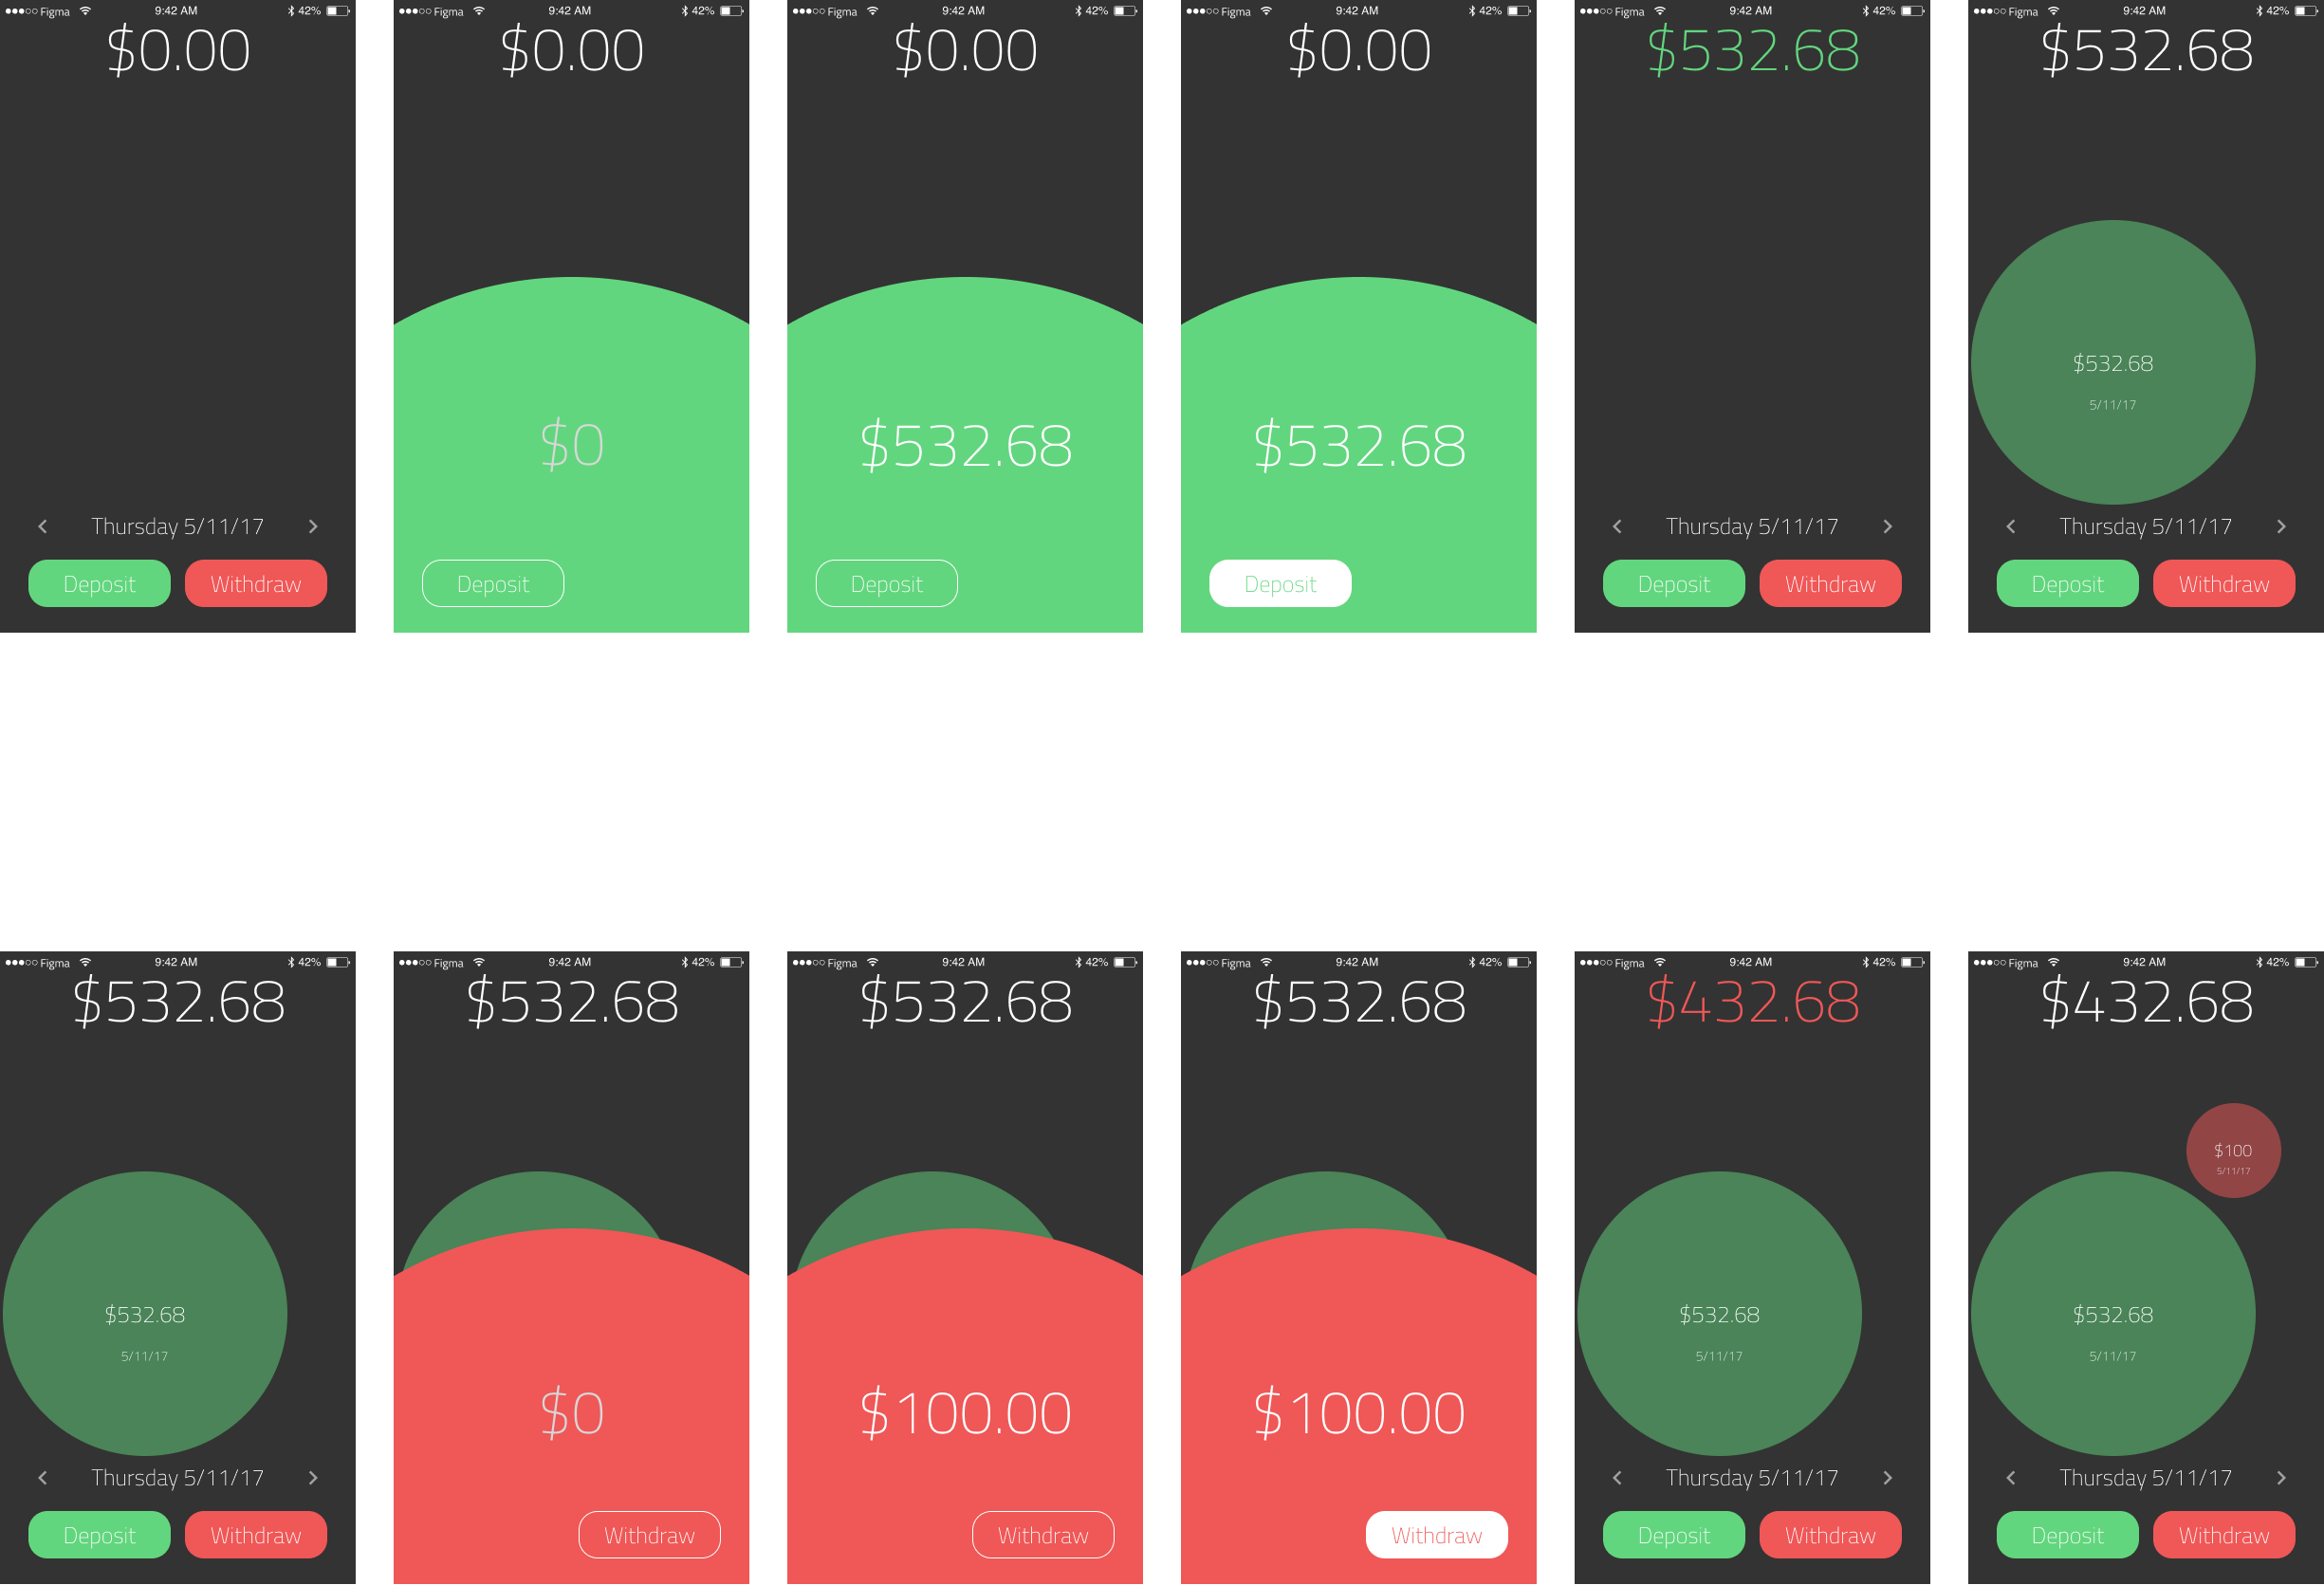 Figma 9:42 AM 42%
$0.00
Thursday 5/11/17
Deposit Withdraw
Figma 9:42 AM 42%
$0.00
$0
Deposit
Figma 9:42 AM 42%
$0.00
$532.68
Deposit
Figma 9:42 AM 42%
$0.00
$532.68
Deposit
Figma 9:42 AM 42%
$532.68
Thursday 5/11/17
Deposit Withdraw
Figma 9:42 AM 42%
$532.68
$532.68
5/11/17
Thursday 5/11/17
Deposit Withdraw
Figma 9:42 AM 42%
$532.68
$532.68
5/11/17
Thursday 5/11/17
Deposit Withdraw
Figma 9:42 AM 42%
$532.68
$0
Withdraw
Figma 9:42 AM 42%
$532.68
$100.00
Withdraw
Figma 9:42 AM 42%
$532.68
$100.00
Withdraw
Figma 9:42 AM 42%
$432.68
$532.68
5/11/17
Thursday 5/11/17
Deposit Withdraw
Figma 9:42 AM 42%
$432.68
$100
5/11/17
$532.68
5/11/17
Thursday 5/11/17
Deposit Withdraw